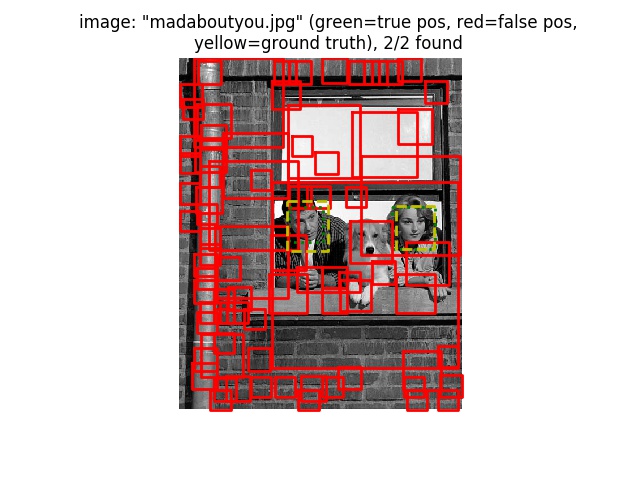 image: "madaboutyou.jpg" (green=true pos, red=false pos,
yellow=ground truth), 2/2 found